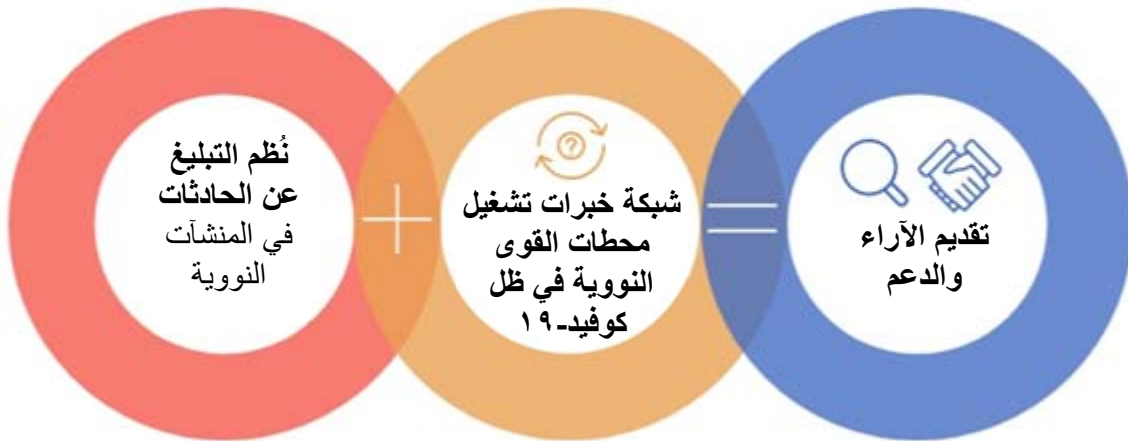 نُظم التبليغ
عن الحادثات
في المنشآت
النووية
+
?
شبكة خبرات تشغيل
محطات القوى
النووية في ظل
كوفيد-١٩
=
تقديم الآراء
والدعم